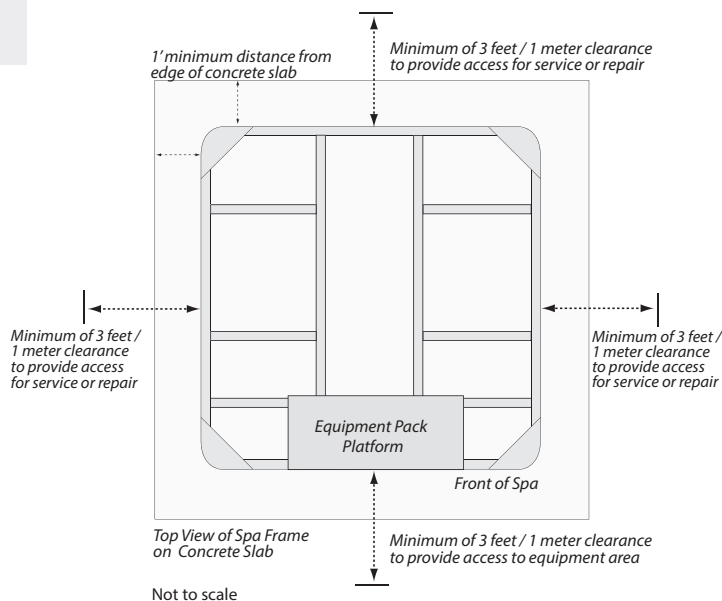 Minimum of 3 feet / 1 meter clearance
to provide access for service or repair
1’ minimum distance from
edge of concrete slab
Minimum of 3 feet /
1 meter clearance
to provide access
for service or repair
Minimum of 3 feet /
1 meter clearance
to provide access
for service or repair
Equipment Pack
Platform
Front of Spa
Top View of Spa Frame
on Concrete Slab
Minimum of 3 feet / 1 meter clearance
to provide access to equipment area
Not to scale